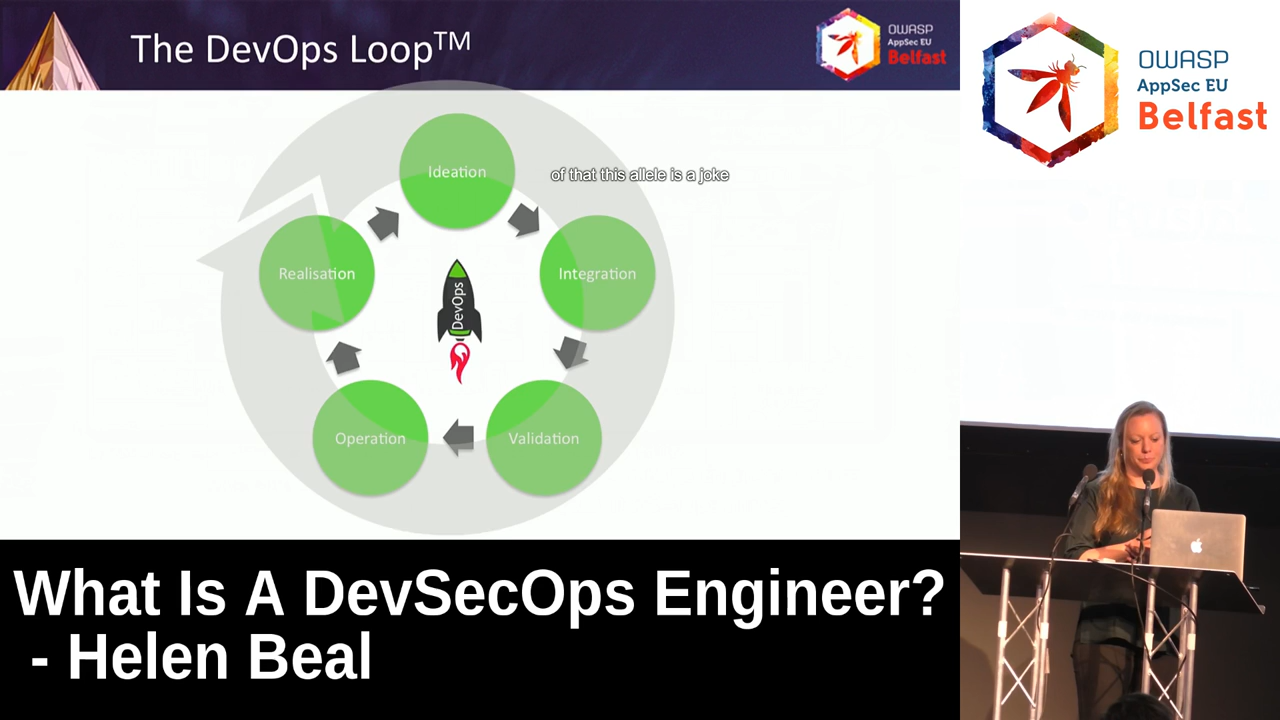 The DevOps Loop™
OWASP
AppSec EU
Belfast
OWASP
AppSec EU
Belfast
Ideation
of that this allele is a joke
Realisation
Integration
DevOps
Operation
Validation
What Is A DevSecOps Engineer?
- Helen Beal